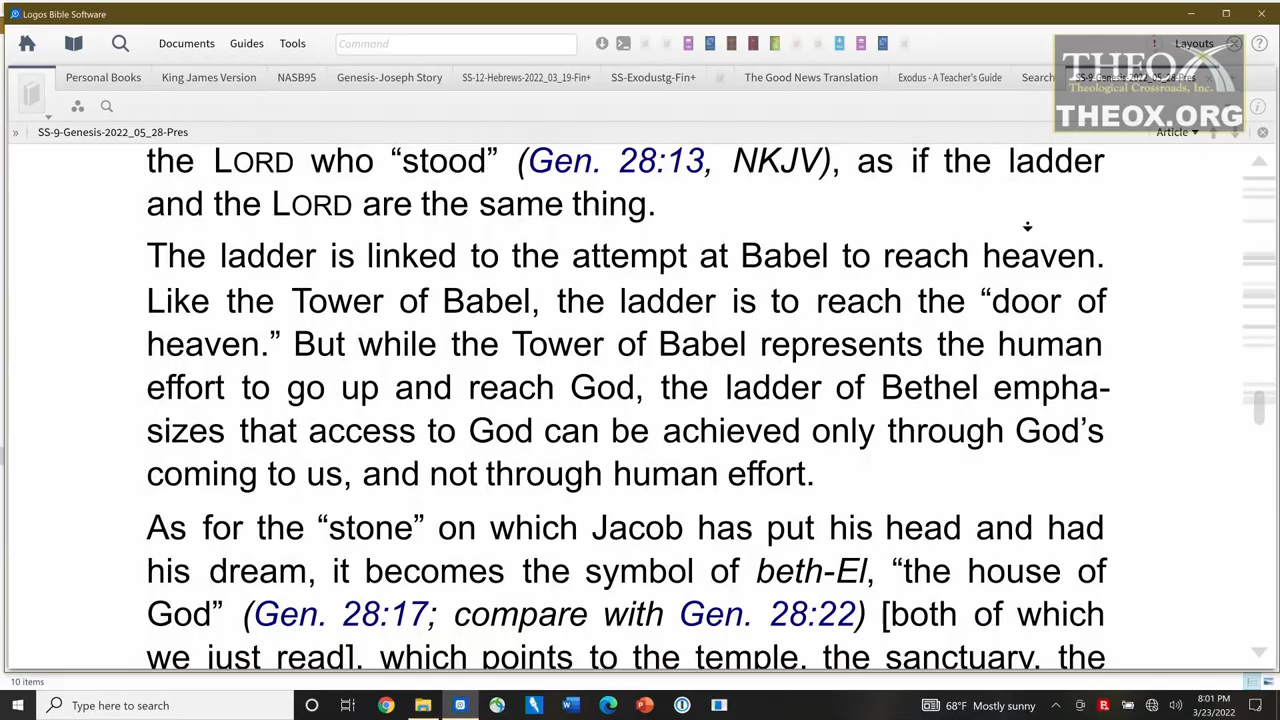 Logos Bible Software
Documents Guides Tools Command Layouts
THEOX
Theological Crossroads, Inc.
THEOX.ORG
Personal Books King James Version NASB95 Genesis-Joseph Story SS-12-Hebrews-2022_03_19-Fin+ SS-Exodustg-Fin+ The Good News Translation Exodus - A Teacher's Guide Search SS-9-Genesis-2022_05_28-Pres
SS-9-Genesis-2022_05_28-Pres Article
the LORD who “stood” (Gen. 28:13, NKJV), as if the ladder
and the LORD are the same thing.
The ladder is linked to the attempt at Babel to reach heaven.
Like the Tower of Babel, the ladder is to reach the “door of
heaven.” But while the Tower of Babel represents the human
effort to go up and reach God, the ladder of Bethel empha-
sizes that access to God can be achieved only through God’s
coming to us, and not through human effort.
As for the “stone” on which Jacob has put his head and had
his dream, it becomes the symbol of beth-El, “the house of
God” (Gen. 28:17; compare with Gen. 28:22) [both of which
we just read], which points to the temple, the sanctuary, the
10 items
Type here to search
68°F Mostly sunny
8:01 PM
3/23/2022